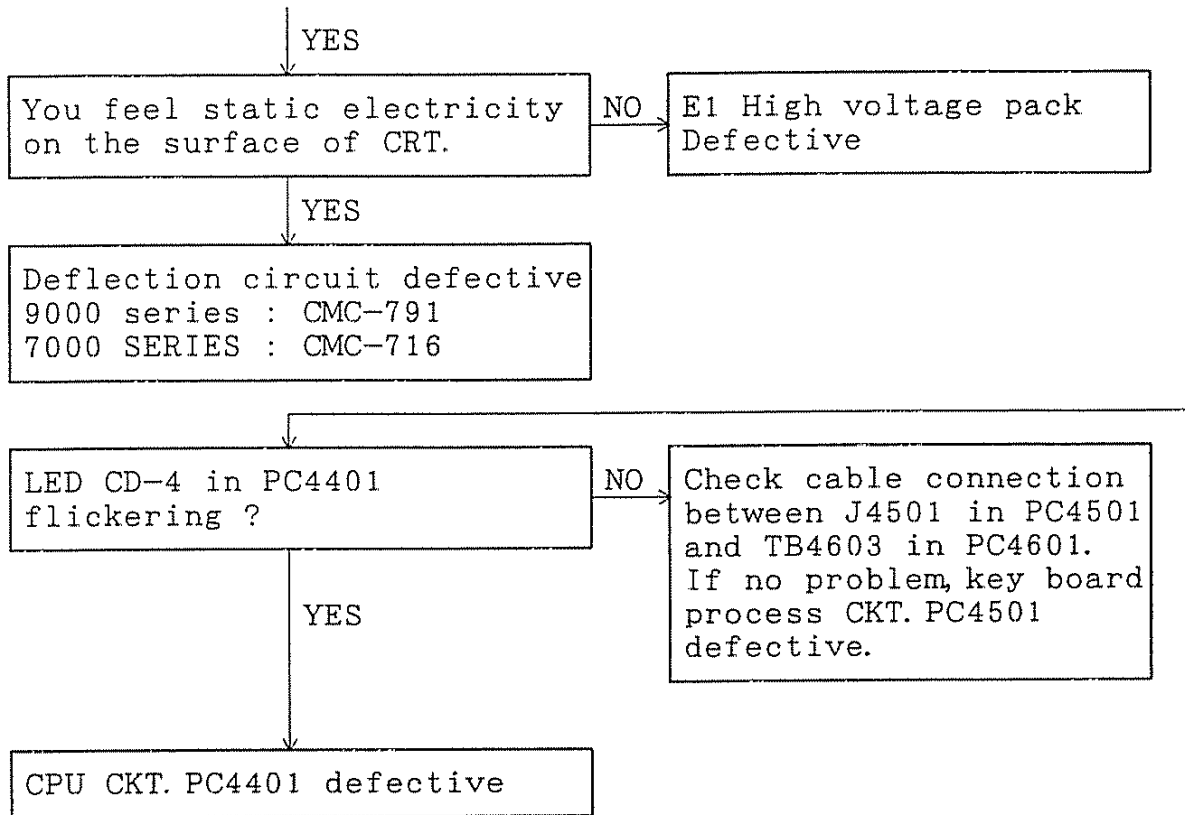 YES
You feel static electricity
on the surface of CRT.
NO
E1 High voltage pack
Defective
YES
Deflection circuit defective
9000 series : CMC-791
7000 SERIES : CMC-716
LED CD-4 in PC4401
flickering ?
NO
Check cable connection
between J4501 in PC4501
and TB4603 in PC4601.
If no problem, key board
process CKT. PC4501
defective.
YES
CPU CKT. PC4401 defective